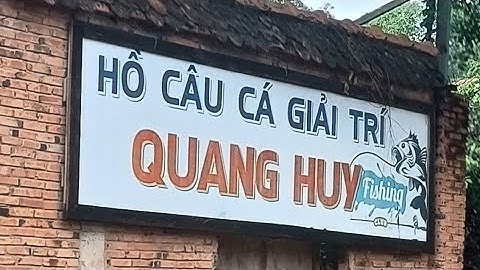 HỒ CÂU CÁ GIẢI TRÍ
QUANG HUY
Fishing